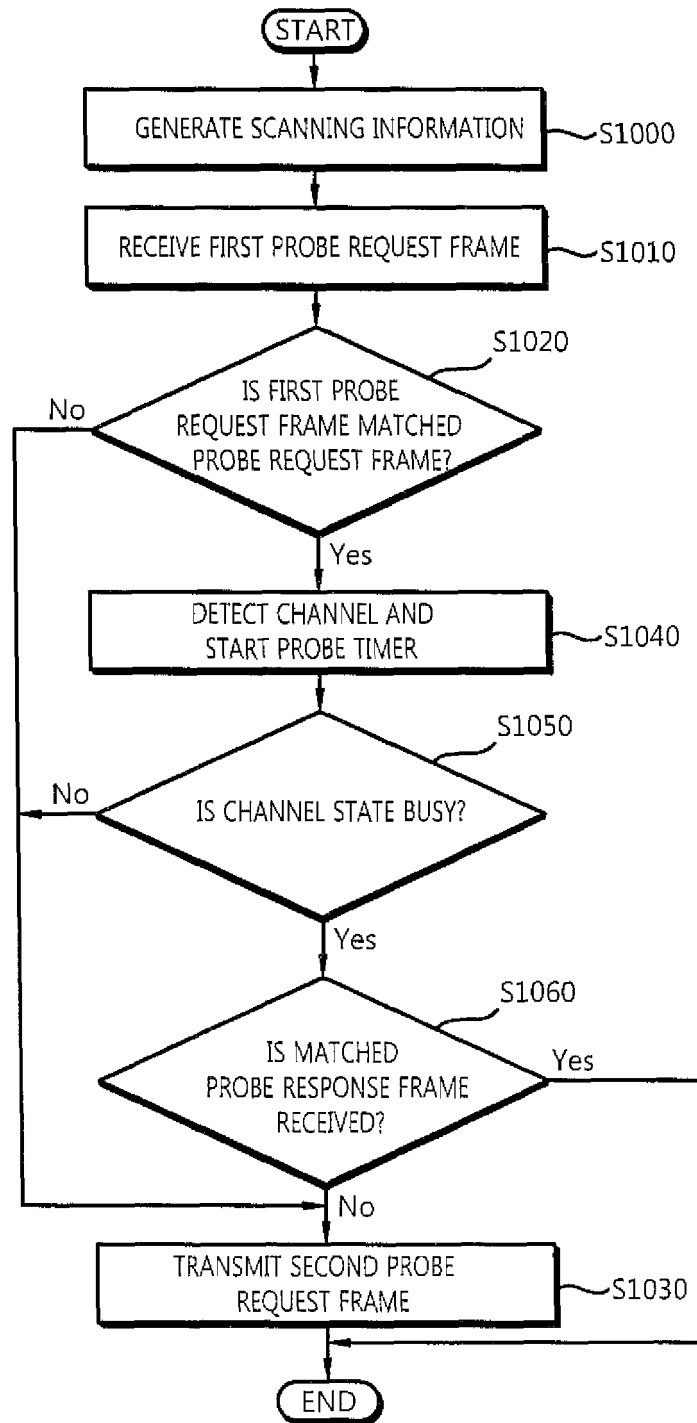 START
GENERATE SCANNING INFORMATION
S1000
RECEIVE FIRST PROBE REQUEST FRAME
S1010
S1020
IS FIRST PROBE
REQUEST FRAME MATCHED
PROBE REQUEST FRAME?
No
Yes
DETECT CHANNEL AND
START PROBE TIMER
S1040
S1050
No
IS CHANNEL STATE BUSY?
Yes
S1060
IS MATCHED
PROBE RESPONSE FRAME
RECEIVED?
Yes
No
TRANSMIT SECOND PROBE
REQUEST FRAME
S1030
END